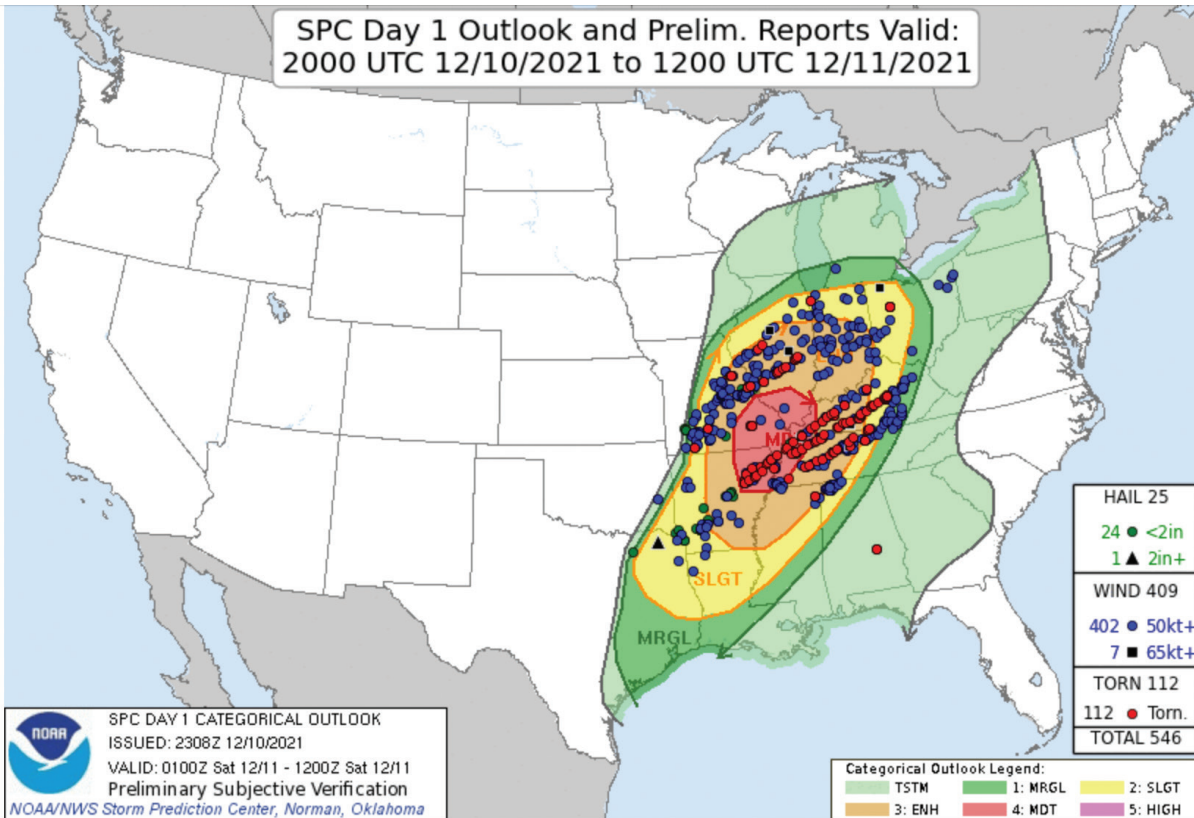 SPC Day 1 Outlook and Prelim. Reports Valid:
2000 UTC 12/10/2021 to 1200 UTC 12/11/2021
SLGT
MRGL
HAIL 25
24 <2in
1 2in+
WIND 409
402 50kt+
7 65kt+
TORN 112
112 Torn.
TOTAL 546
NOAA
SPC DAY 1 CATEGORICAL OUTLOOK
ISSUED: 2308Z 12/10/2021
VALID: 0100Z Sat 12/11 - 1200Z Sat 12/11
Preliminary Subjective Verification
NOAA/NWS Storm Prediction Center, Norman, Oklahoma
Categorical Outlook Legend:
TSTM 1: MRGL 2: SLGT
3: ENH 4: MDT 5: HIGH